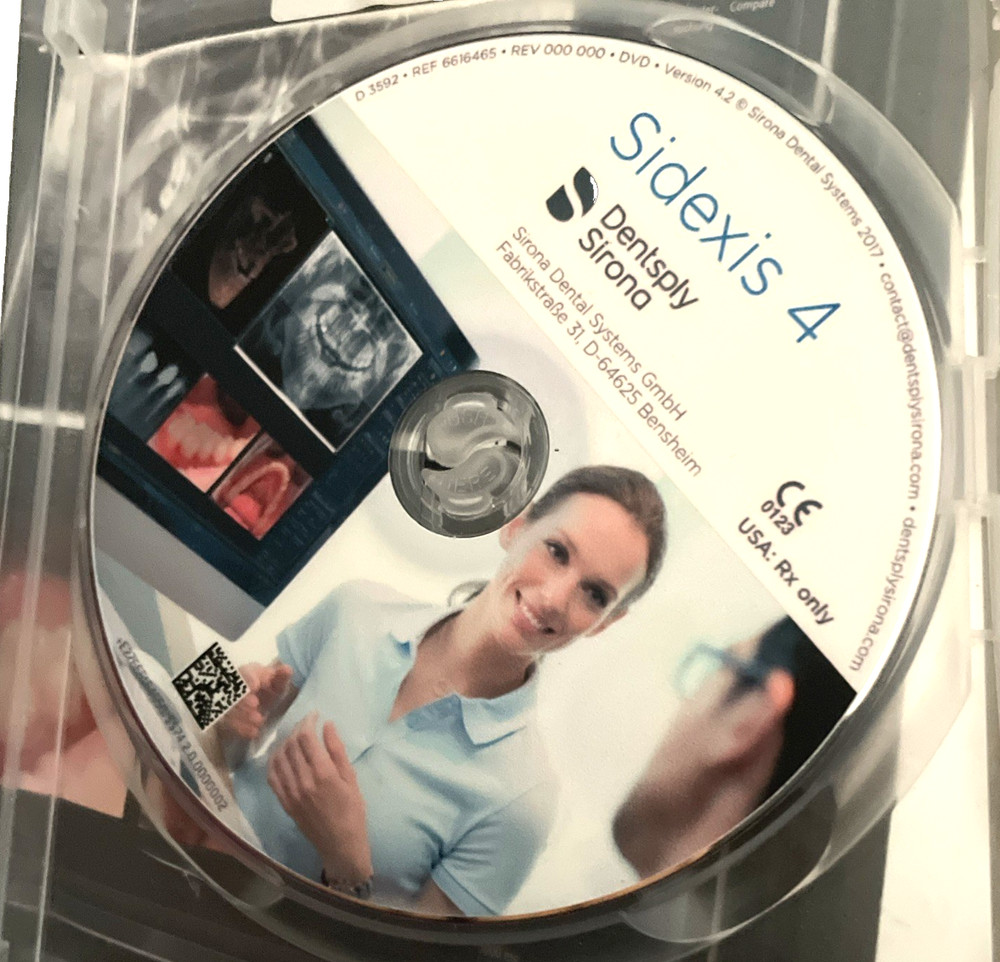 D 3592 • REF 6616465 • REV 000 000 • DVD • Version 4.2 © Sirona Dental Systems 2017 • contact@dentsplysirona.com • dentsplysirona.com
Sidexis 4
Dentsply
Sirona
Sirona Dental Systems GmbH
Fabrikstraße 31, D-64625 Bensheim
CE
0123
USA: Rx only
Compare